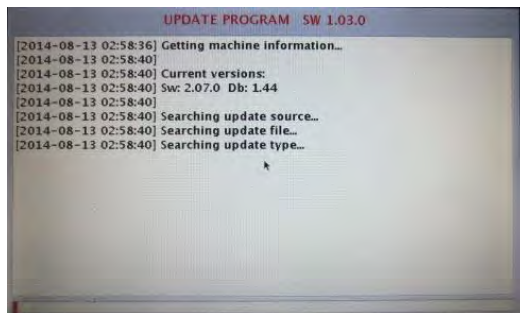 UPDATE PROGRAM SW 1.03.0
[2014-08-13 02:58:36] Getting machine information...
[2014-08-13 02:58:40]
[2014-08-13 02:58:40] Current versions:
[2014-08-13 02:58:40] Sw: 2.07.0 Db: 1.44
[2014-08-13 02:58:40]
[2014-08-13 02:58:40] Searching update source...
[2014-08-13 02:58:40] Searching update file...
[2014-08-13 02:58:40] Searching update type...